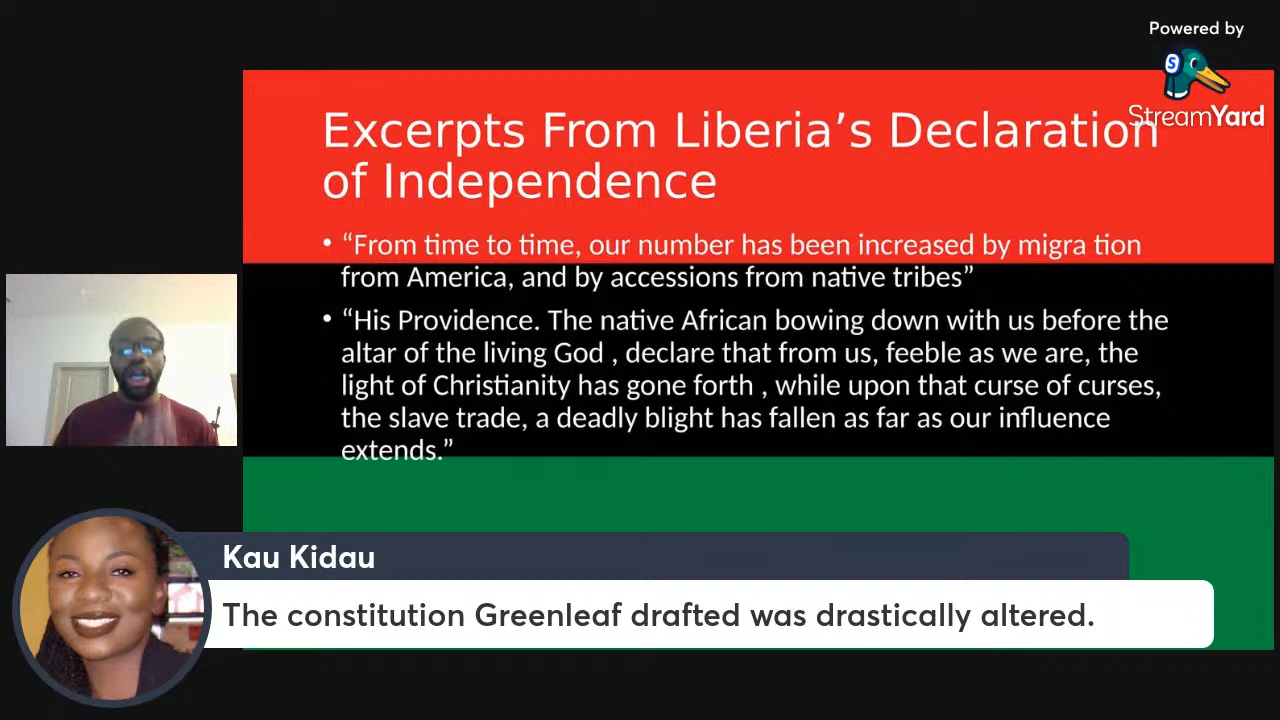 Powered by
StreamYard
Excerpts From Liberia’s Declaration
of Independence
• “From time to time, our number has been increased by migra tion
from America, and by accessions from native tribes”
• “His Providence. The native African bowing down with us before the
altar of the living God , declare that from us, feeble as we are, the
light of Christianity has gone forth , while upon that curse of curses,
the slave trade, a deadly blight has fallen as far as our influence
extends.”
Kau Kidau
The constitution Greenleaf drafted was drastically altered.